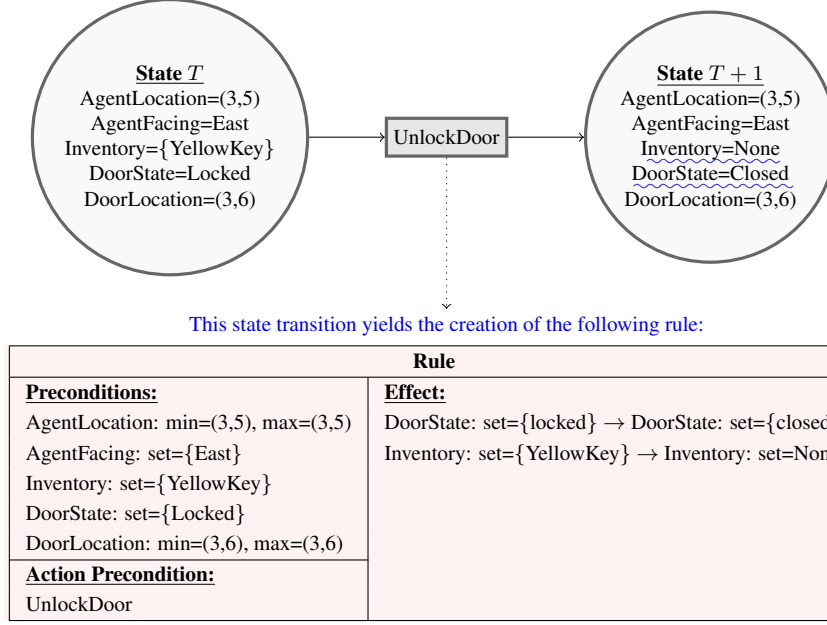 State T
AgentLocation=(3,5)
AgentFacing=East
Inventory={YellowKey}
DoorState=Locked
DoorLocation=(3,6)
UnlockDoor
State T + 1
AgentLocation=(3,5)
AgentFacing=East
Inventory=None
DoorState=Closed
DoorLocation=(3,6)
This state transition yields the creation of the following rule:
Rule
Preconditions:
AgentLocation: min=(3,5), max=(3,5)
AgentFacing: set={East}
Inventory: set={YellowKey}
DoorState: set={Locked}
DoorLocation: min=(3,6), max=(3,6)
Action Precondition:
UnlockDoor
Effect:
DoorState: set={locked} → DoorState: set={closed
Inventory: set={YellowKey} → Inventory: set=Non